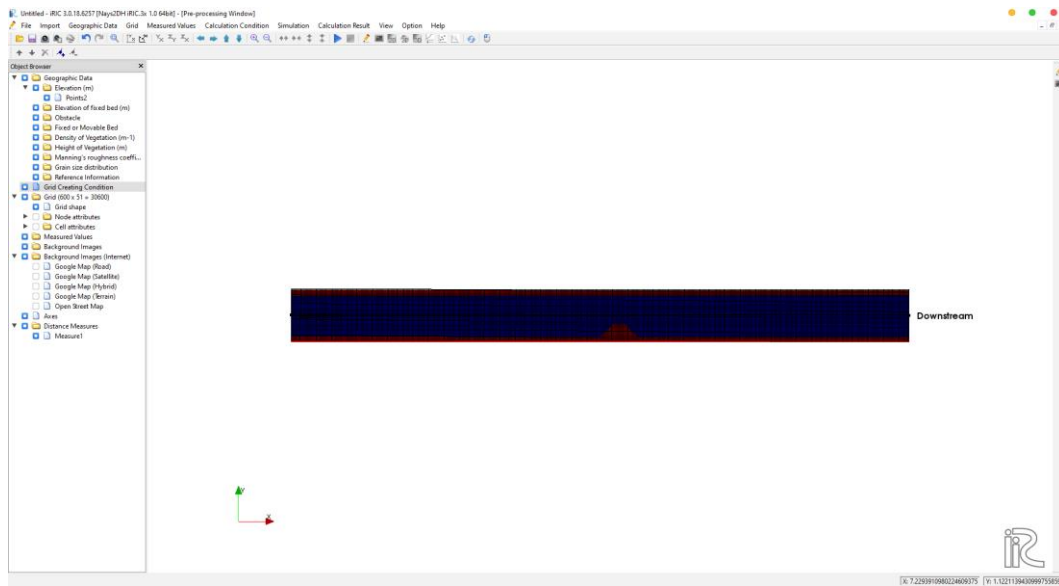 Untitled - iRIC 3.0.18.6257 [Nays2DH iRIC.3x 1.0 64bit] - [Pre-processing Window]
File Import Geographic Data Grid Measured Values Calculation Condition Simulation Calculation Result View Option Help
Object Browser
Geographic Data
Elevation (m)
Points2
Elevation of fixed bed (m)
Obstacle
Fixed or Movable Bed
Density of Vegetation (m-1)
Height of Vegetation (m)
Manning's roughness coeffi...
Grain size distribution
Reference Information
Grid Creating Condition
Grid (600 x 51 = 30600)
Grid shape
Node attributes
Cell attributes
Measured Values
Background Images
Background Images (Internet)
Google Map (Road)
Google Map (Satellite)
Google Map (Hybrid)
Google Map (Terrain)
Open Street Map
Axes
Distance Measures
Measure1
Downstream
Y
X
iRIC